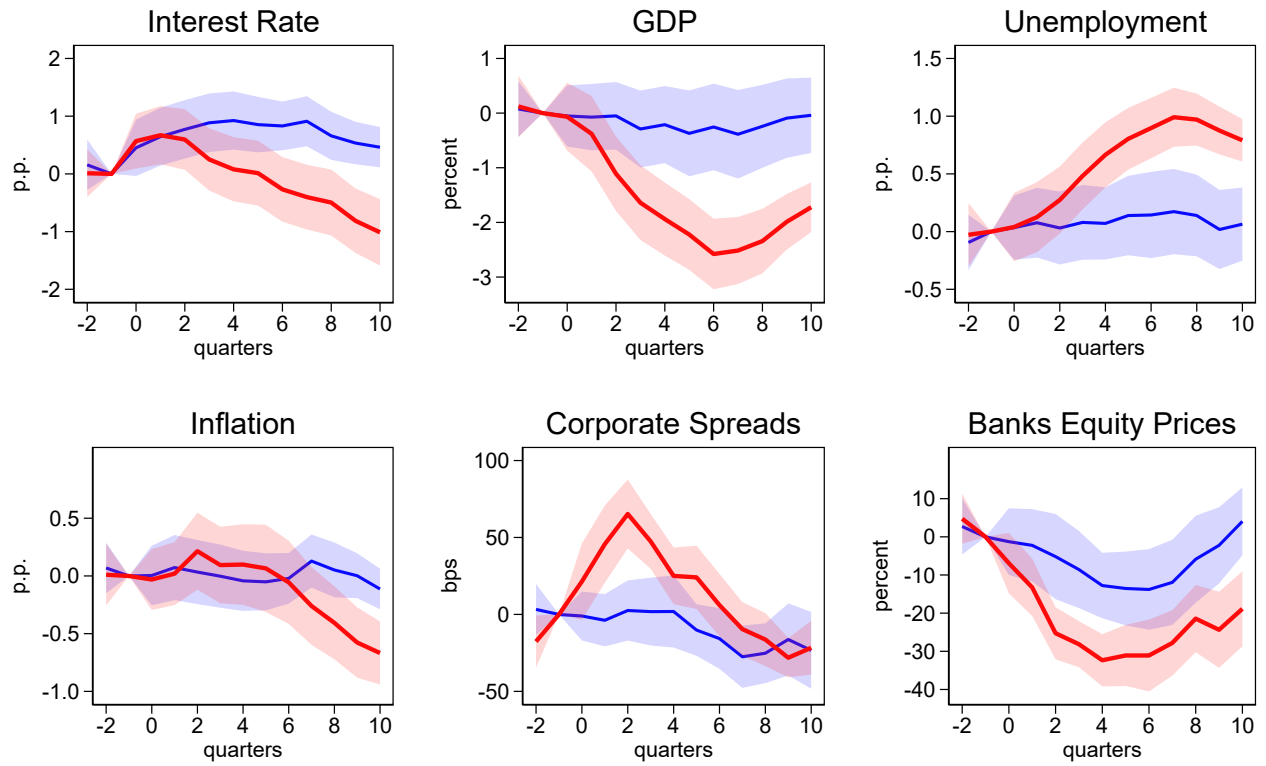 Interest Rate
p.p.
2
1
0
-1
-2
-2 0 2 4 6 8 10
quarters
GDP
percent
1
0
-1
-2
-3
-2 0 2 4 6 8 10
quarters
Unemployment
p.p.
1.5
1.0
0.5
0.0
-0.5
-2 0 2 4 6 8 10
quarters
Inflation
p.p.
0.5
0.0
-0.5
-1.0
-2 0 2 4 6 8 10
quarters
Corporate Spreads
bps
100
50
0
-50
-2 0 2 4 6 8 10
quarters
Banks Equity Prices
percent
10
0
-10
-20
-30
-40
-2 0 2 4 6 8 10
quarters